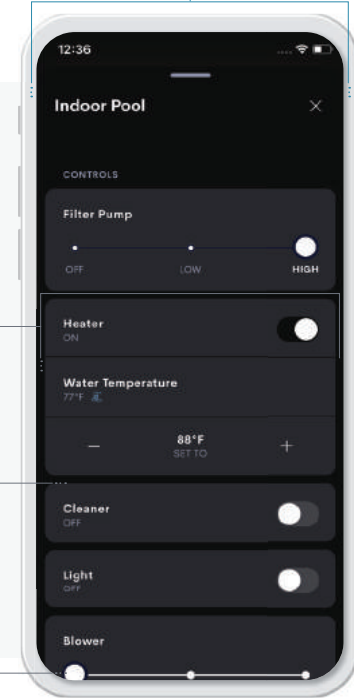 12:36
Indoor Pool
CONTROLS
Filter Pump
OFF LOW HIGH
Heater
ON
Water Temperature
77°F
− 88°F +
SET TO
Cleaner
OFF
Light
OFF
Blower